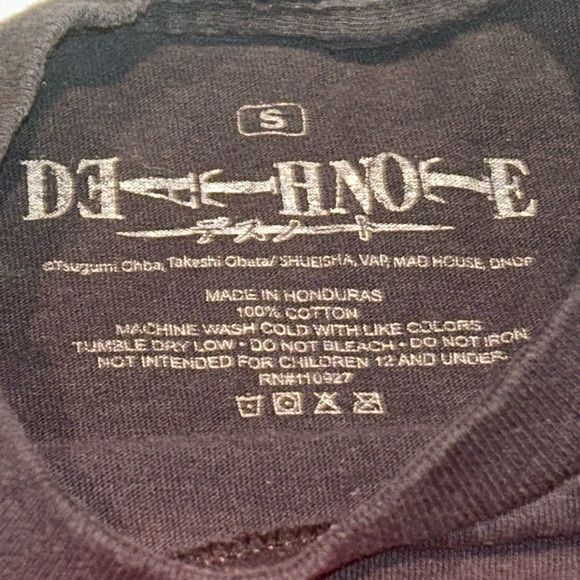 S
DEATH NOTE
デスノート
©Tsugumi Ohba, Takeshi Obata/ SHUEISHA, VAP, MAD HOUSE, DNDP
MADE IN HONDURAS
100% COTTON
MACHINE WASH COLD WITH LIKE COLORS
TUMBLE DRY LOW • DO NOT BLEACH • DO NOT IRON
NOT INTENDED FOR CHILDREN 12 AND UNDER
RN#110927